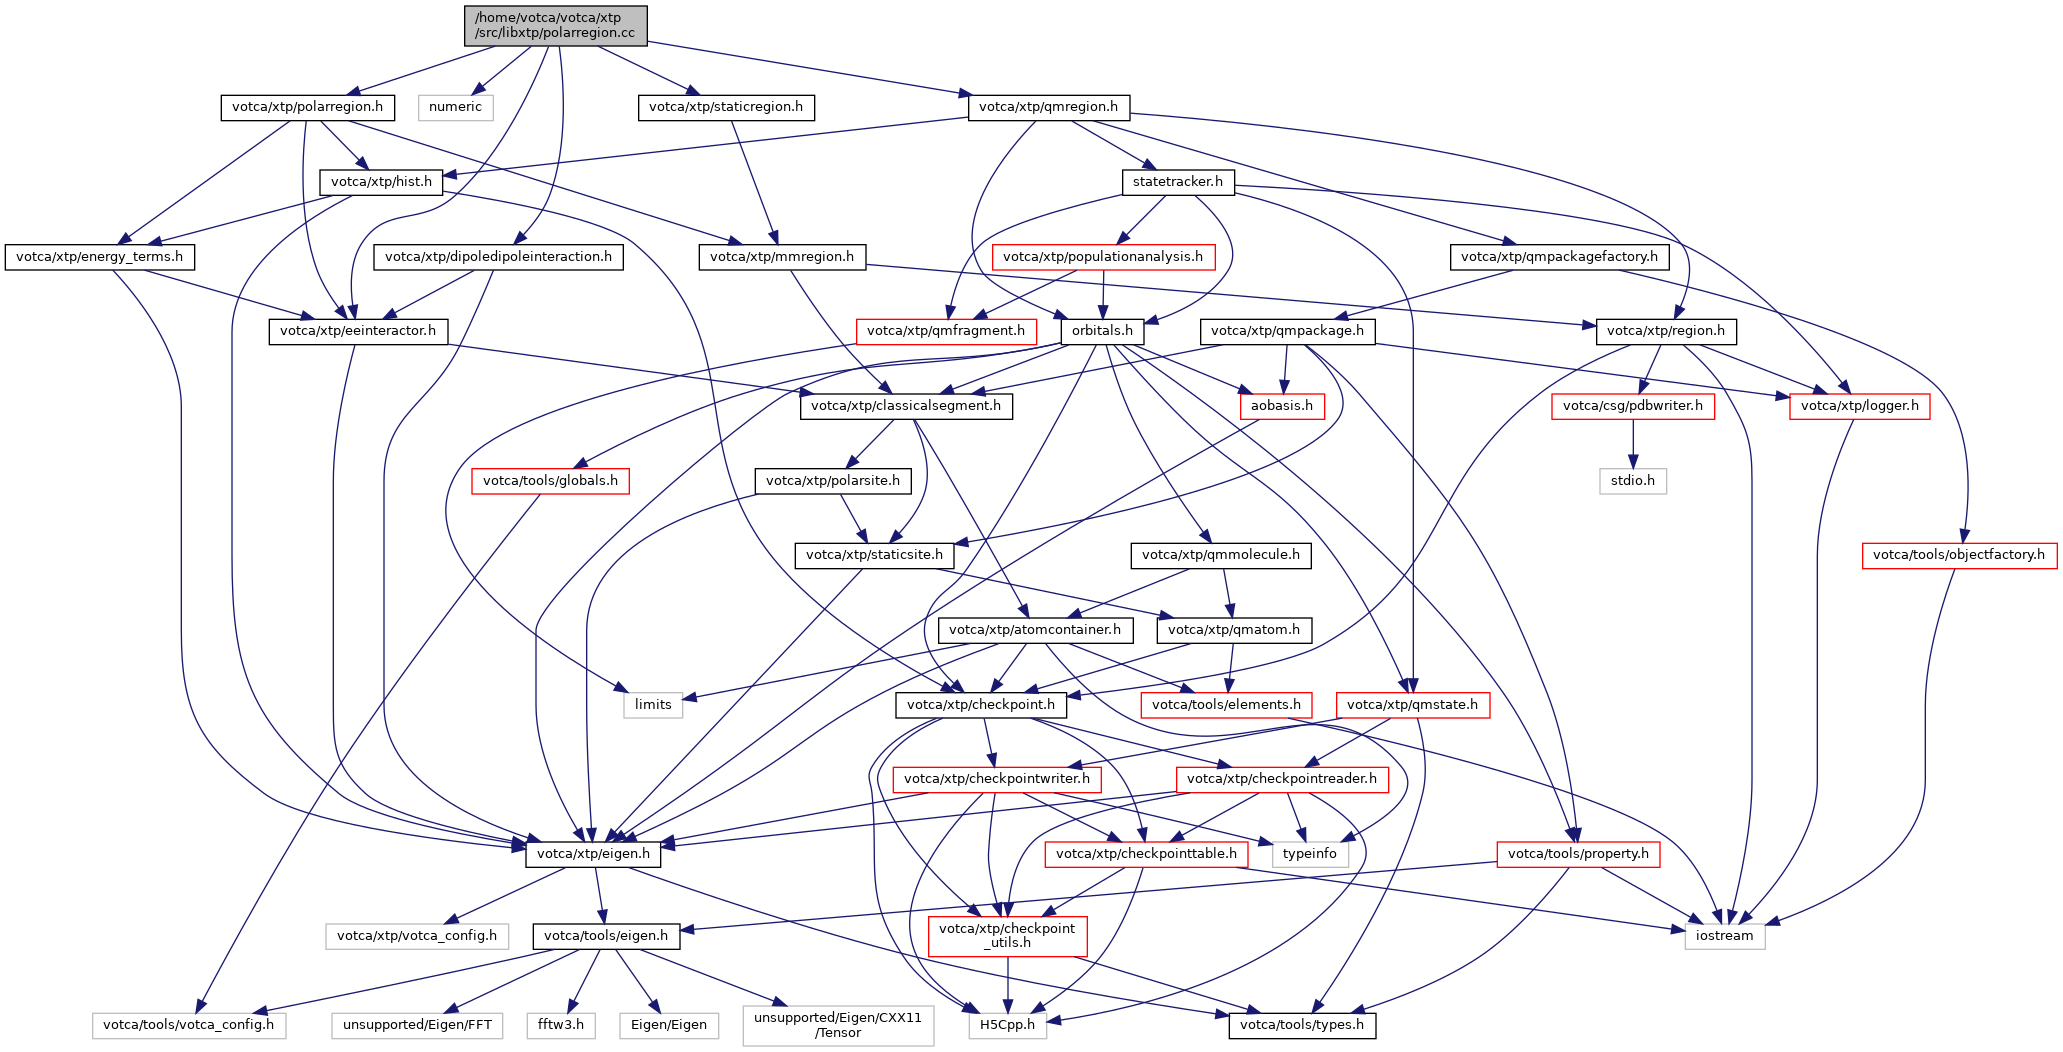 /home/votca/votca/xtp
/src/libxtp/polarregion.cc
votca/xtp/polarregion.h
numeric
votca/xtp/staticregion.h
votca/xtp/qmregion.h
votca/xtp/hist.h
statetracker.h
votca/xtp/energy_terms.h
votca/xtp/dipoledipoleinteraction.h
votca/xtp/mmregion.h
votca/xtp/populationanalysis.h
votca/xtp/qmpackagefactory.h
votca/xtp/eeinteractor.h
votca/xtp/qmfragment.h
orbitals.h
votca/xtp/qmpackage.h
votca/xtp/region.h
votca/xtp/classicalsegment.h
aobasis.h
votca/csg/pdbwriter.h
votca/xtp/logger.h
votca/tools/globals.h
votca/xtp/polarsite.h
stdio.h
votca/xtp/staticsite.h
votca/xtp/qmmolecule.h
votca/tools/objectfactory.h
votca/xtp/atomcontainer.h
votca/xtp/qmatom.h
limits
votca/xtp/checkpoint.h
votca/tools/elements.h
votca/xtp/qmstate.h
votca/xtp/checkpointwriter.h
votca/xtp/checkpointreader.h
votca/xtp/eigen.h
votca/xtp/checkpointtable.h
typeinfo
votca/tools/property.h
votca/xtp/votca_config.h
votca/tools/eigen.h
votca/xtp/checkpoint
_utils.h
iostream
votca/tools/votca_config.h
unsupported/Eigen/FFT
fftw3.h
Eigen/Eigen
unsupported/Eigen/CXX11
/Tensor
H5Cpp.h
votca/tools/types.h